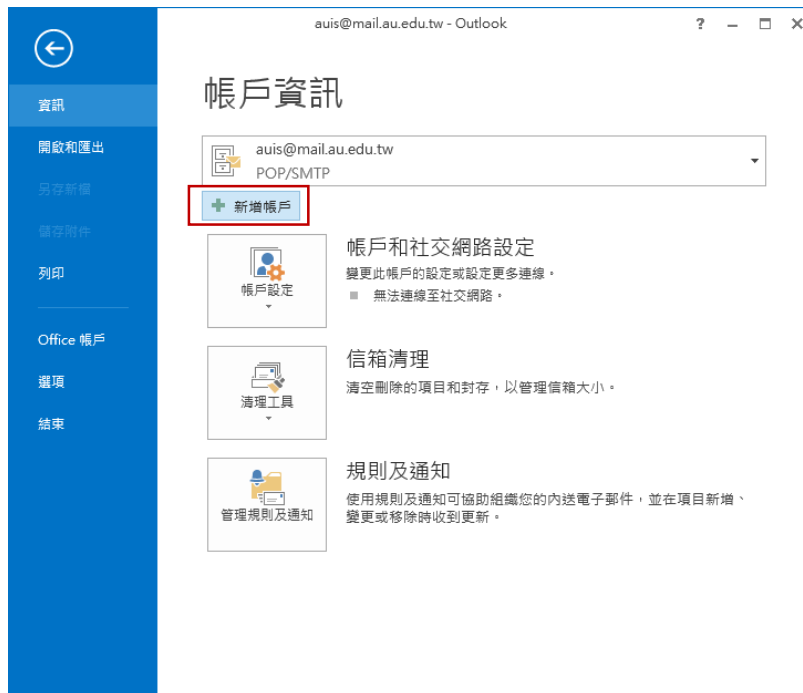 auis@mail.au.edu.tw - Outlook
?
帳戶資訊
資訊
開啟和匯出
另存新檔
儲存附件
列印
Office 帳戶
選項
結束
auis@mail.au.edu.tw
POP/SMTP
新增帳戶
帳戶設定
帳戶和社交網路設定
變更此帳戶的設定或設定更多連線。
無法連線至社交網路。
清理工具
信箱清理
清空刪除的項目和封存，以管理信箱大小。
管理規則及通知
規則及通知
使用規則及通知可協助組織您的內送電子郵件，並在項目新增、
變更或移除時收到更新。